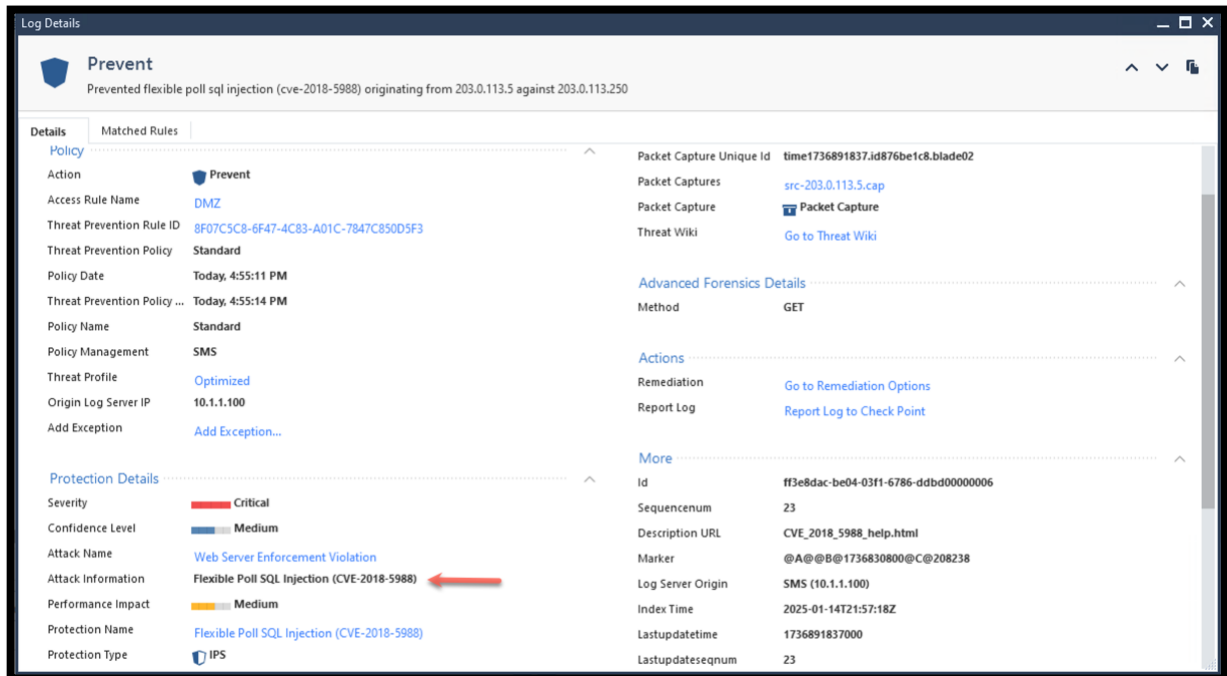 Log Details
Prevent
Prevented flexible poll sql injection (cve-2018-5988) originating from 203.0.113.5 against 203.0.113.250
Details
Matched Rules
Policy
Action Prevent
Access Rule Name DMZ
Threat Prevention Rule ID 8F07C5C8-6F47-4C83-A01C-7847C850D5F3
Threat Prevention Policy Standard
Policy Date Today, 4:55:11 PM
Threat Prevention Policy ... Today, 4:55:14 PM
Policy Name Standard
Policy Management SMS
Threat Profile Optimized
Origin Log Server IP 10.1.1.100
Add Exception Add Exception...
Protection Details
Severity Critical
Confidence Level Medium
Attack Name Web Server Enforcement Violation
Attack Information Flexible Poll SQL Injection (CVE-2018-5988)
Performance Impact Medium
Protection Name Flexible Poll SQL Injection (CVE-2018-5988)
Protection Type IPS
Packet Capture Unique Id time1736891837.id876be1c8.blade02
Packet Captures src-203.0.113.5.cap
Packet Capture Packet Capture
Threat Wiki Go to Threat Wiki
Advanced Forensics Details
Method GET
Actions
Remediation Go to Remediation Options
Report Log Report Log to Check Point
More
Id ff3e8dac-be04-03f1-6786-ddbd00000006
Sequencenum 23
Description URL CVE_2018_5988_help.html
Marker @A@@B@1736830800@C@208238
Log Server Origin SMS (10.1.1.100)
Index Time 2025-01-14T21:57:18Z
Lastupdatetime 1736891837000
Lastupdateseqnum 23